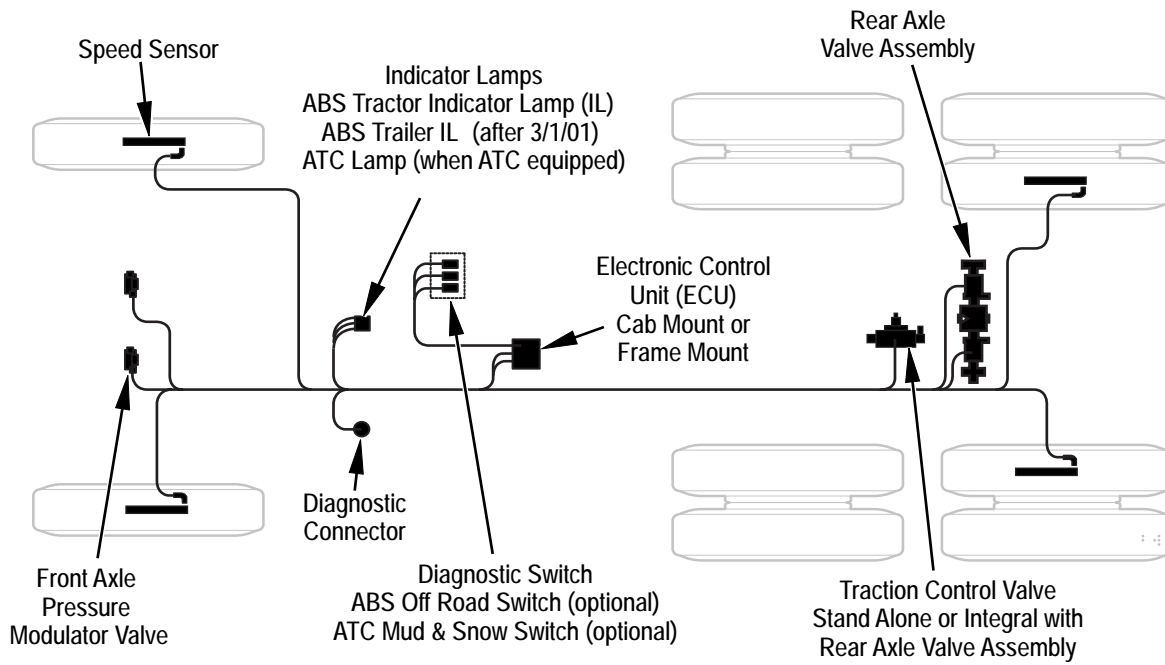 Speed Sensor
Indicator Lamps
ABS Tractor Indicator Lamp (IL)
ABS Trailer IL (after 3/1/01)
ATC Lamp (when ATC equipped)
Rear Axle
Valve Assembly
Electronic Control
Unit (ECU)
Cab Mount or
Frame Mount
Diagnostic
Connector
Front Axle
Pressure
Modulator Valve
Diagnostic Switch
ABS Off Road Switch (optional)
ATC Mud & Snow Switch (optional)
Traction Control Valve
Stand Alone or Integral with
Rear Axle Valve Assembly